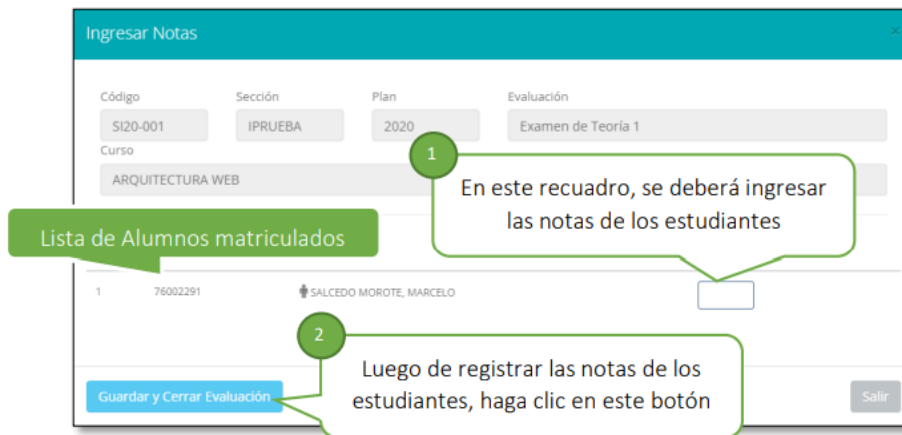 Ingresar Notas
×
Código Sección Plan Evaluación
SI20-001 IPRUEBA 2020 Examen de Teoría 1
Curso
ARQUITECTURA WEB
1
En este recuadro, se deberá ingresar
las notas de los estudiantes
Lista de Alumnos matriculados
1 76002291 SALCEDO MOROTE, MARCELO
2
Luego de registrar las notas de los
estudiantes, haga clic en este botón
Guardar y Cerrar Evaluación
Salir